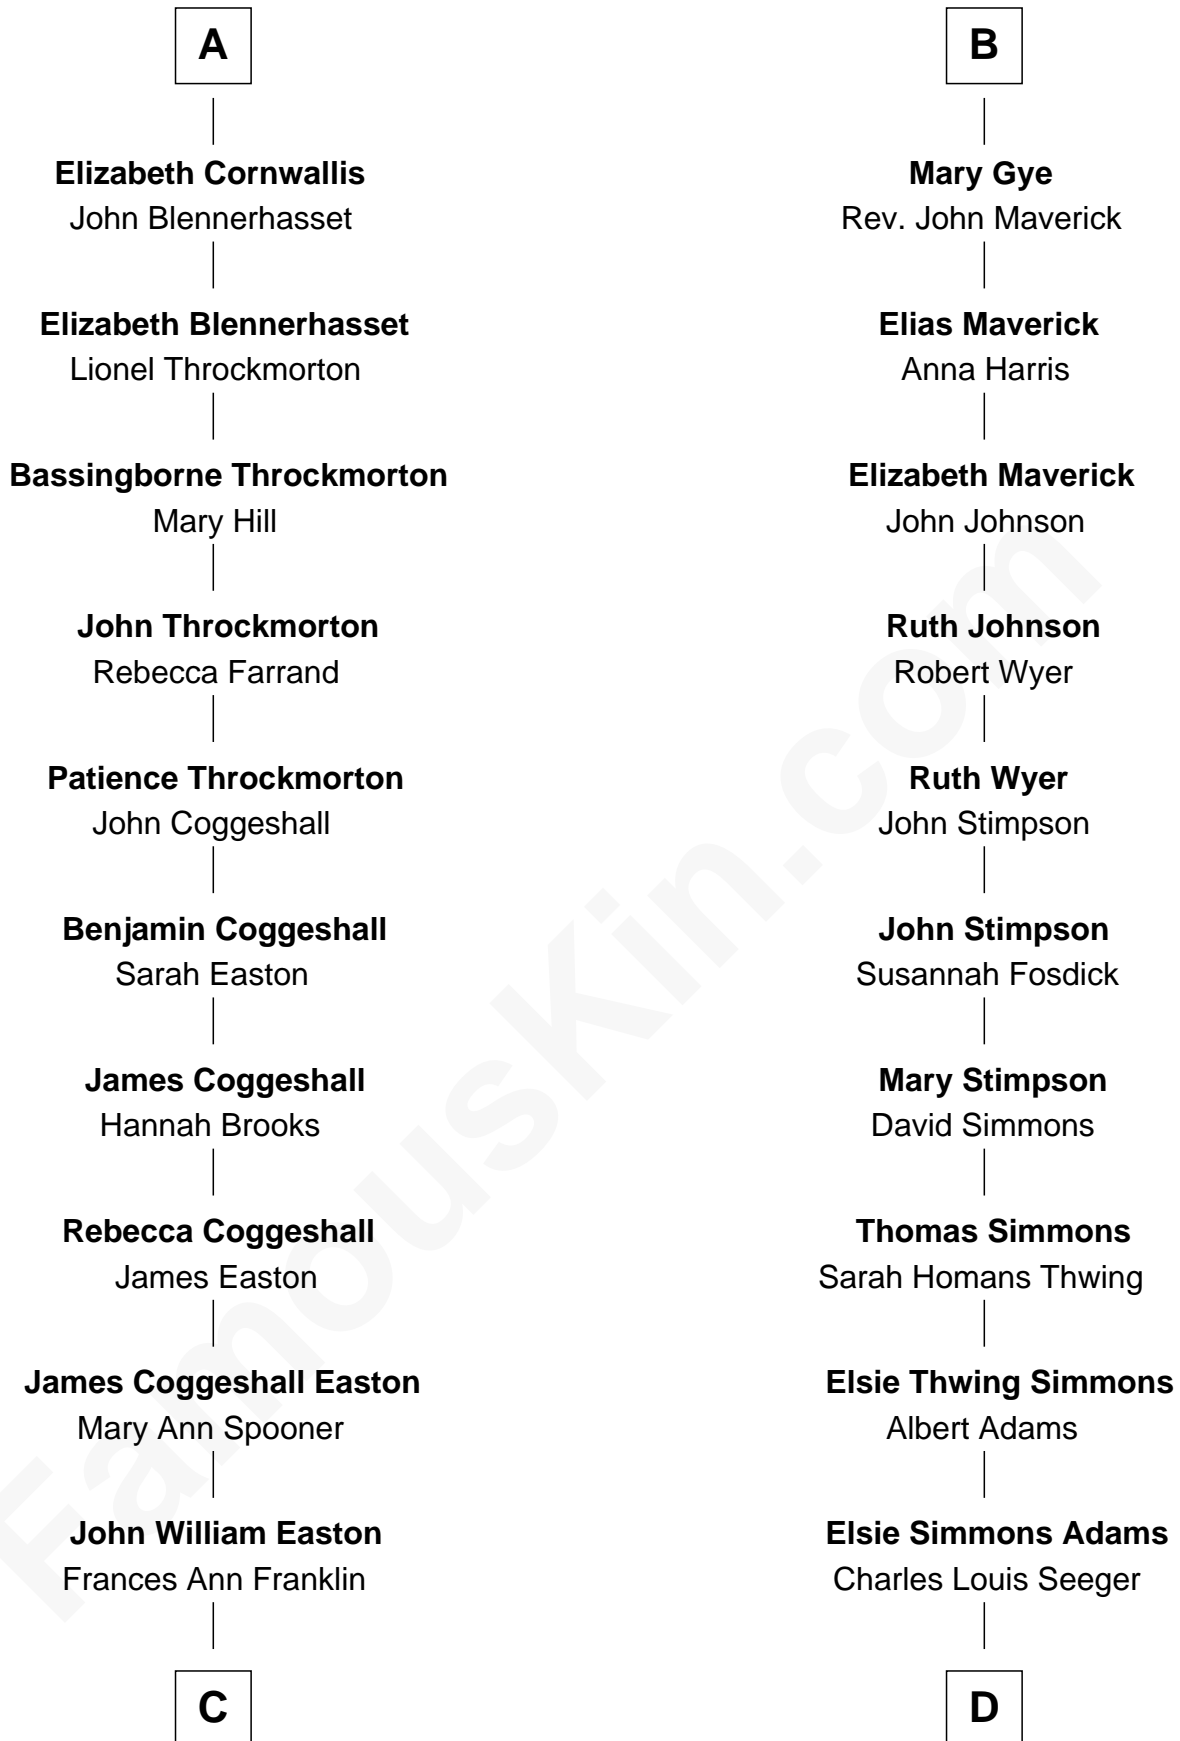 A
Elizabeth Cornwallis
John Blennerhasset
Elizabeth Blennerhasset
Lionel Throckmorton
Bassingborne Throckmorton
Mary Hill
John Throckmorton
Rebecca Farrand
Patience Throckmorton
John Coggeshall
Benjamin Coggeshall
Sarah Easton
James Coggeshall
Hannah Brooks
Rebecca Coggeshall
James Easton
James Coggeshall Easton
Mary Ann Spooner
John William Easton
Frances Ann Franklin
C
B
Mary Gye
Rev. John Maverick
Elias Maverick
Anna Harris
Elizabeth Maverick
John Johnson
Ruth Johnson
Robert Wyer
Ruth Wyer
John Stimpson
John Stimpson
Susannah Fosdick
Mary Stimpson
David Simmons
Thomas Simmons
Sarah Homans Thwing
Elsie Thwing Simmons
Albert Adams
Elsie Simmons Adams
Charles Louis Seeger
D
FamousKin.com